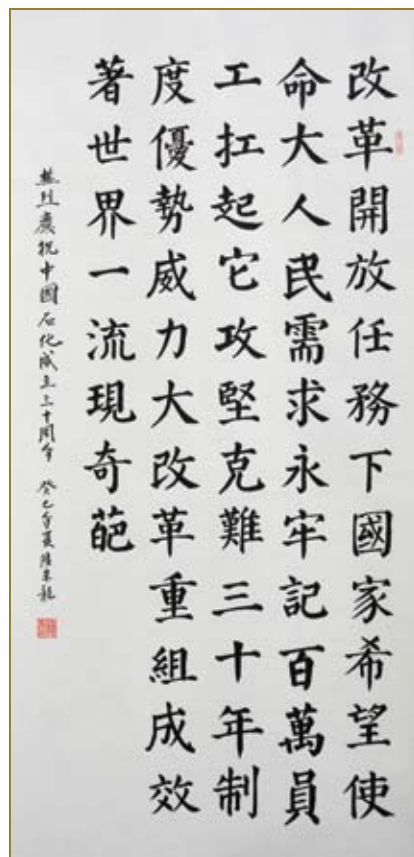 改革開放任務下國家希望使
命大人民需求永牢記百萬員
工扛起它攻堅克難三十年制
度優勢威力大改革重組成效
著世界一流現奇葩
熱烈慶祝中國石化成立三十周年 癸巳年夏